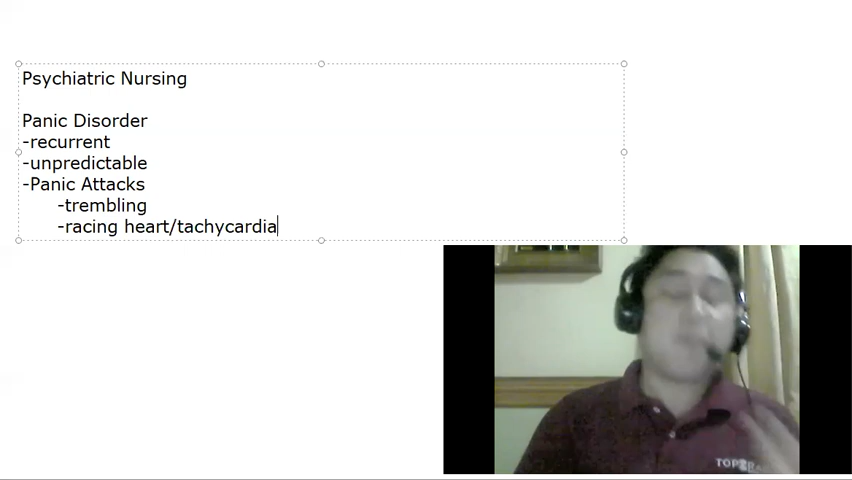 Psychiatric Nursing
Panic Disorder
-recurrent
-unpredictable
-Panic Attacks
-trembling
-racing heart/tachycardia